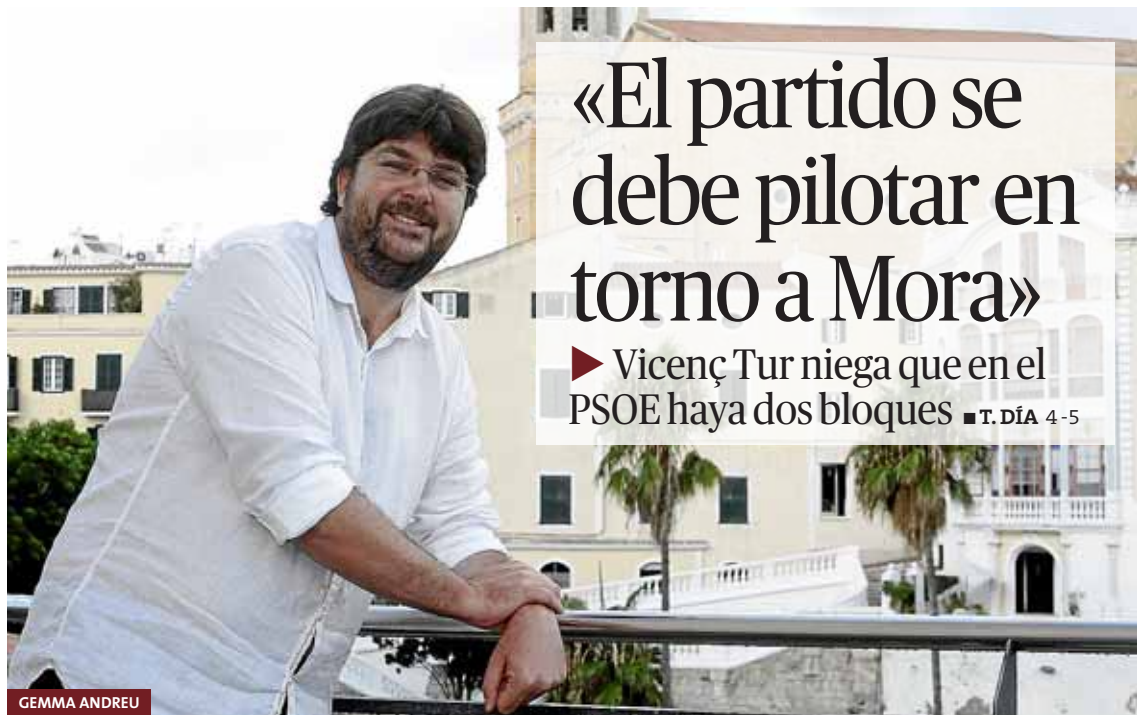 «El partido se
debe pilotar en
torno a Mora»
▶ Vicenç Tur niega que en el
PSOE haya dos bloques ■ T. DÍA 4-5
GEMMA ANDREU